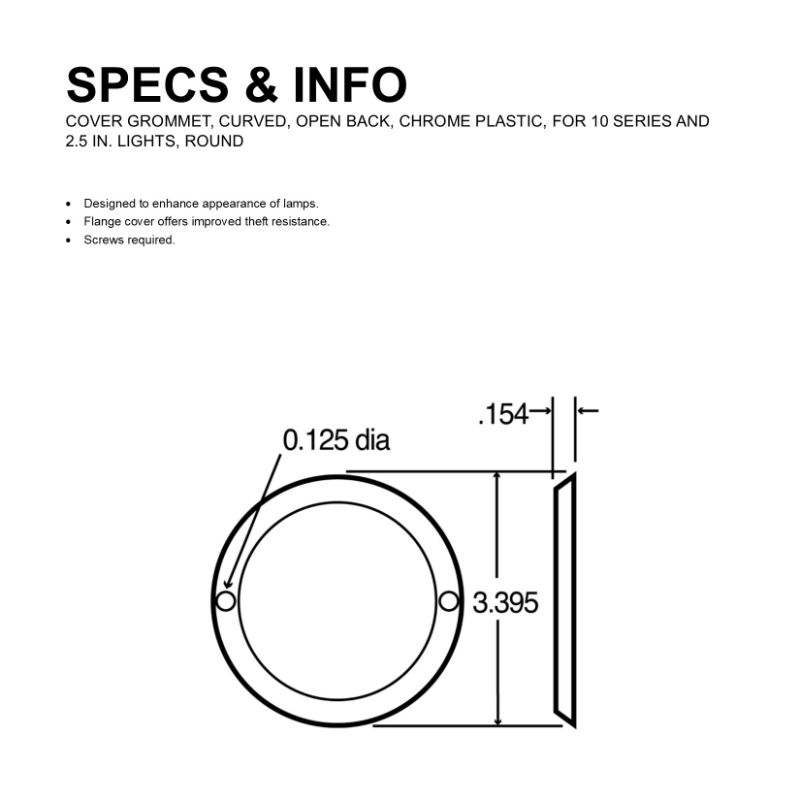 SPECS & INFO
COVER GROMMET, CURVED, OPEN BACK, CHROME PLASTIC, FOR 10 SERIES AND
2.5 IN. LIGHTS, ROUND
• Designed to enhance appearance of lamps.
• Flange cover offers improved theft resistance.
• Screws required.
.154
0.125 dia
3.395